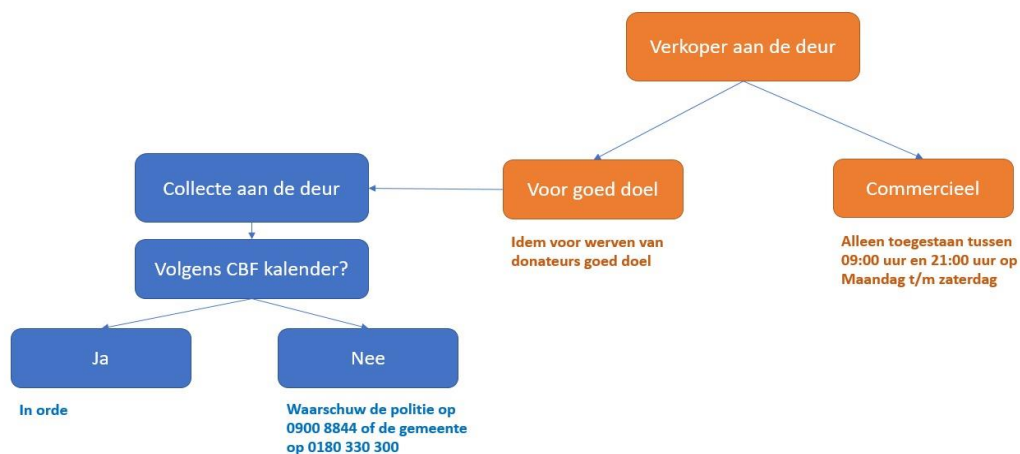 Verkoper aan de deur
Collecte aan de deur
Voor goed doel
Commercieel
Idem voor werven van
donateurs goed doel
Alleen toegestaan tussen
09:00 uur en 21:00 uur op
Maandag t/m zaterdag
Volgens CBF kalender?
Ja
Nee
In orde
Waarschuw de politie op
0900 8844 of de gemeente
op 0180 330 300